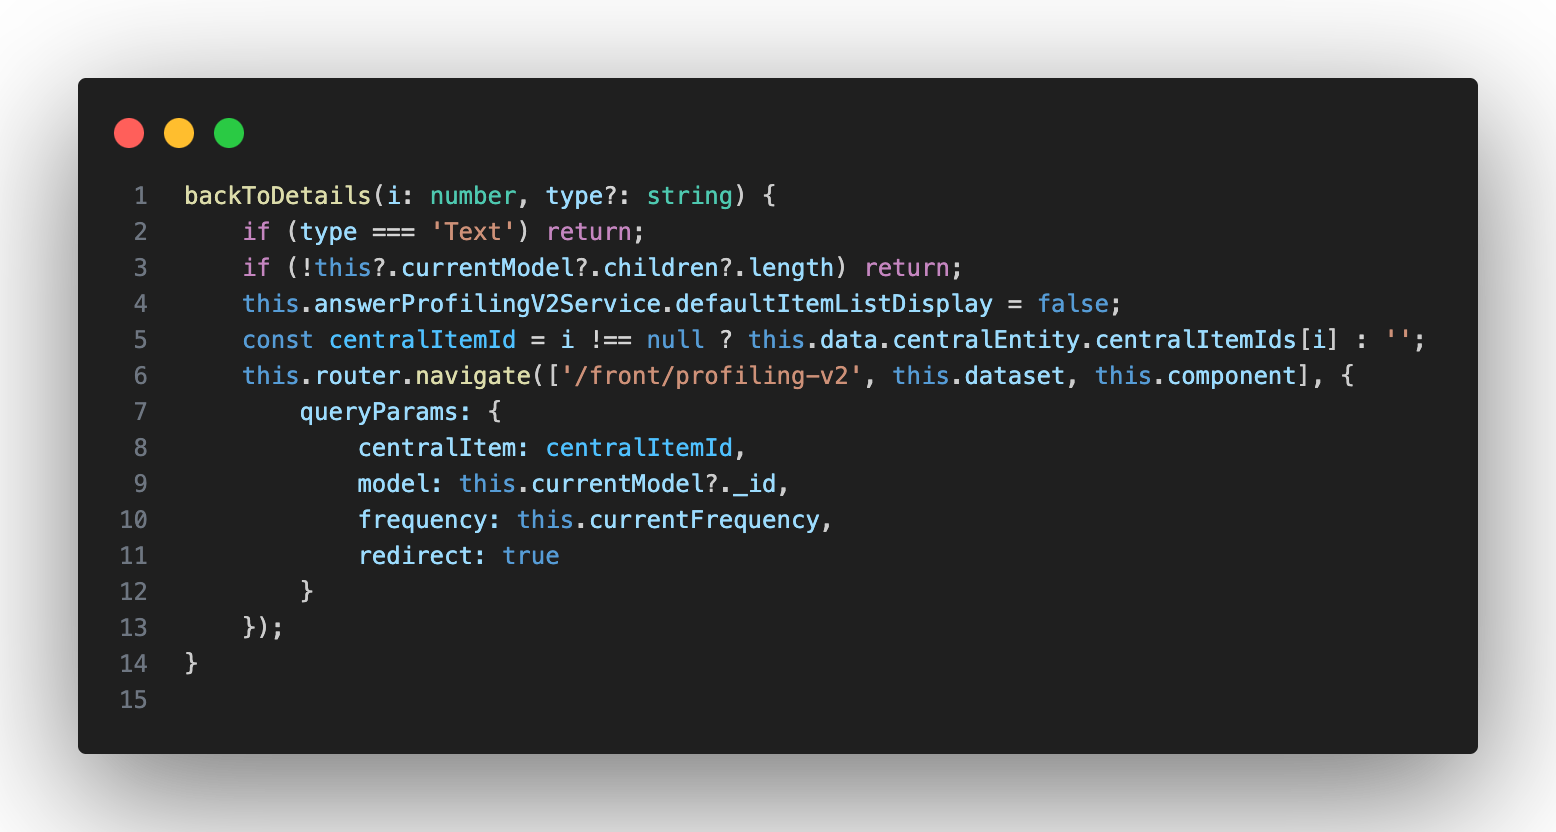 1 backToDetails(i: number, type?: string) {
2     if (type === 'Text') return;
3     if (!this?.currentModel?.children?.length) return;
4     this.answerProfilingV2Service.defaultItemListDisplay = false;
5     const centralItemId = i !== null ? this.data.centralEntity.centralItemIds[i] : '';
6     this.router.navigate(['/front/profiling-v2', this.dataset, this.component], {
7         queryParams: {
8             centralItem: centralItemId,
9             model: this.currentModel?._id,
10             frequency: this.currentFrequency,
11             redirect: true
12         }
13     });
14 }
15